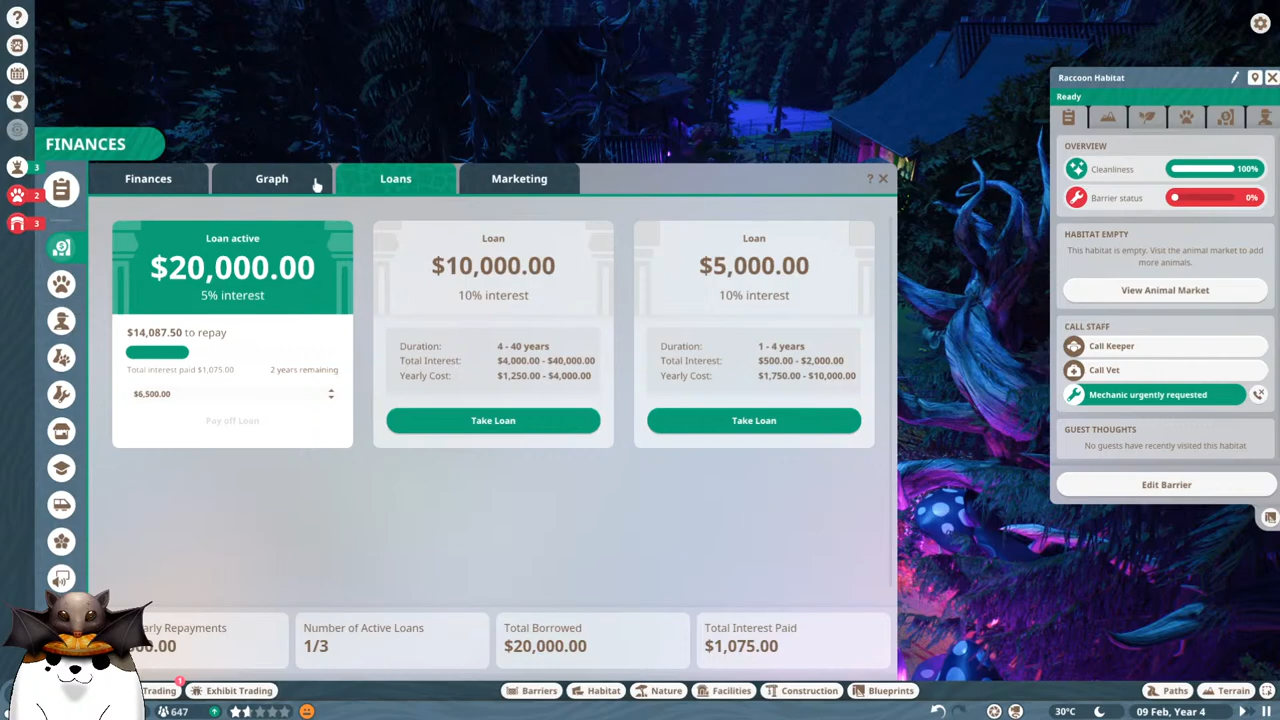 FINANCES
Finances
Graph
Loans
Marketing
?
Loan active
$20,000.00
5% interest
$14,087.50 to repay
Total interest paid $1,075.00
2 years remaining
$6,500.00
Pay off Loan
Loan
$10,000.00
10% interest
Duration: 4 - 40 years
Total Interest: $4,000.00 - $40,000.00
Yearly Cost: $1,250.00 - $4,000.00
Take Loan
Loan
$5,000.00
10% interest
Duration: 1 - 4 years
Total Interest: $500.00 - $2,000.00
Yearly Cost: $1,750.00 - $10,000.00
Take Loan
Repayments
Number of Active Loans
1/3
Total Borrowed
$20,000.00
Total Interest Paid
$1,075.00
?
3
2
3
Raccoon Habitat
Ready
OVERVIEW
Cleanliness 100%
Barrier status 0%
HABITAT EMPTY
This habitat is empty. Visit the animal market to add
more animals.
View Animal Market
CALL STAFF
Call Keeper
Call Vet
Mechanic urgently requested
GUEST THOUGHTS
No guests have recently visited this habitat
Edit Barrier
Trading
1
Exhibit Trading
Barriers
Habitat
Nature
Facilities
Construction
Blueprints
Paths
Terrain
647
30°C
09 Feb, Year 4